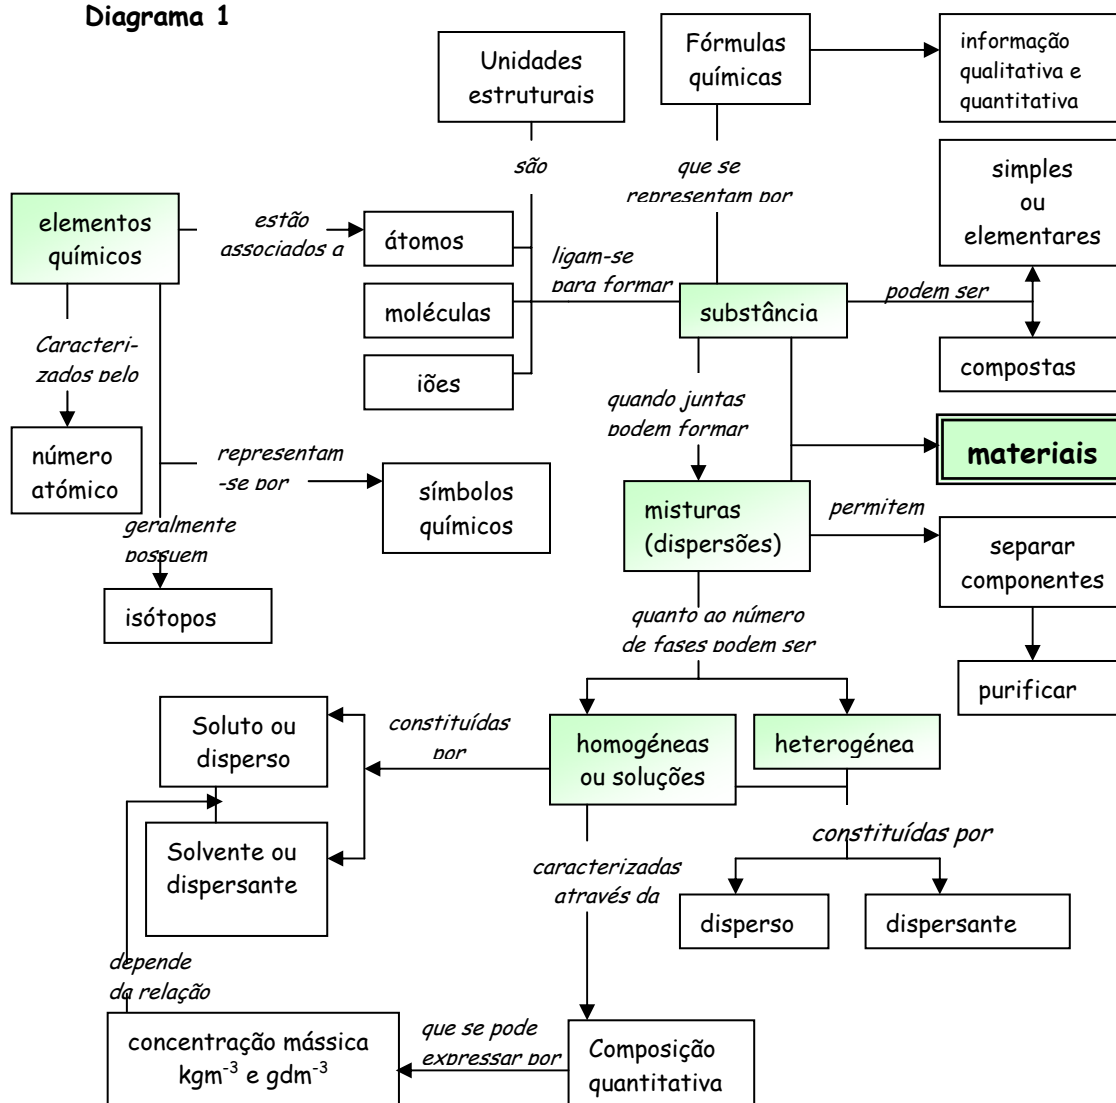 Diagrama 1
Unidades
estruturais
Fórmulas
químicas
informação
qualitativa e
quantitativa
são
que se
representam por
simples
ou
elementares
elementos
químicos
estão
associados a
átomos
ligam-se
para formar
moléculas
substância
podem ser
iões
compostas
Caracteri-
zados pelo
quando juntas
podem formar
materiais
número
atómico
representam
-se por
símbolos
químicos
misturas
(dispersões)
permitem
separar
componentes
geralmente
possuem
isótopos
quanto ao número
de fases podem ser
purificar
Soluto ou
disperso
constituídas
por
homogéneas
ou soluções
heterogénea
Solvente ou
dispersante
caracterizadas
através da
constituídas por
disperso
dispersante
depende
da relação
concentração mássica
kgm-3 e gdm-3
que se pode
expressar por
Composição
quantitativa